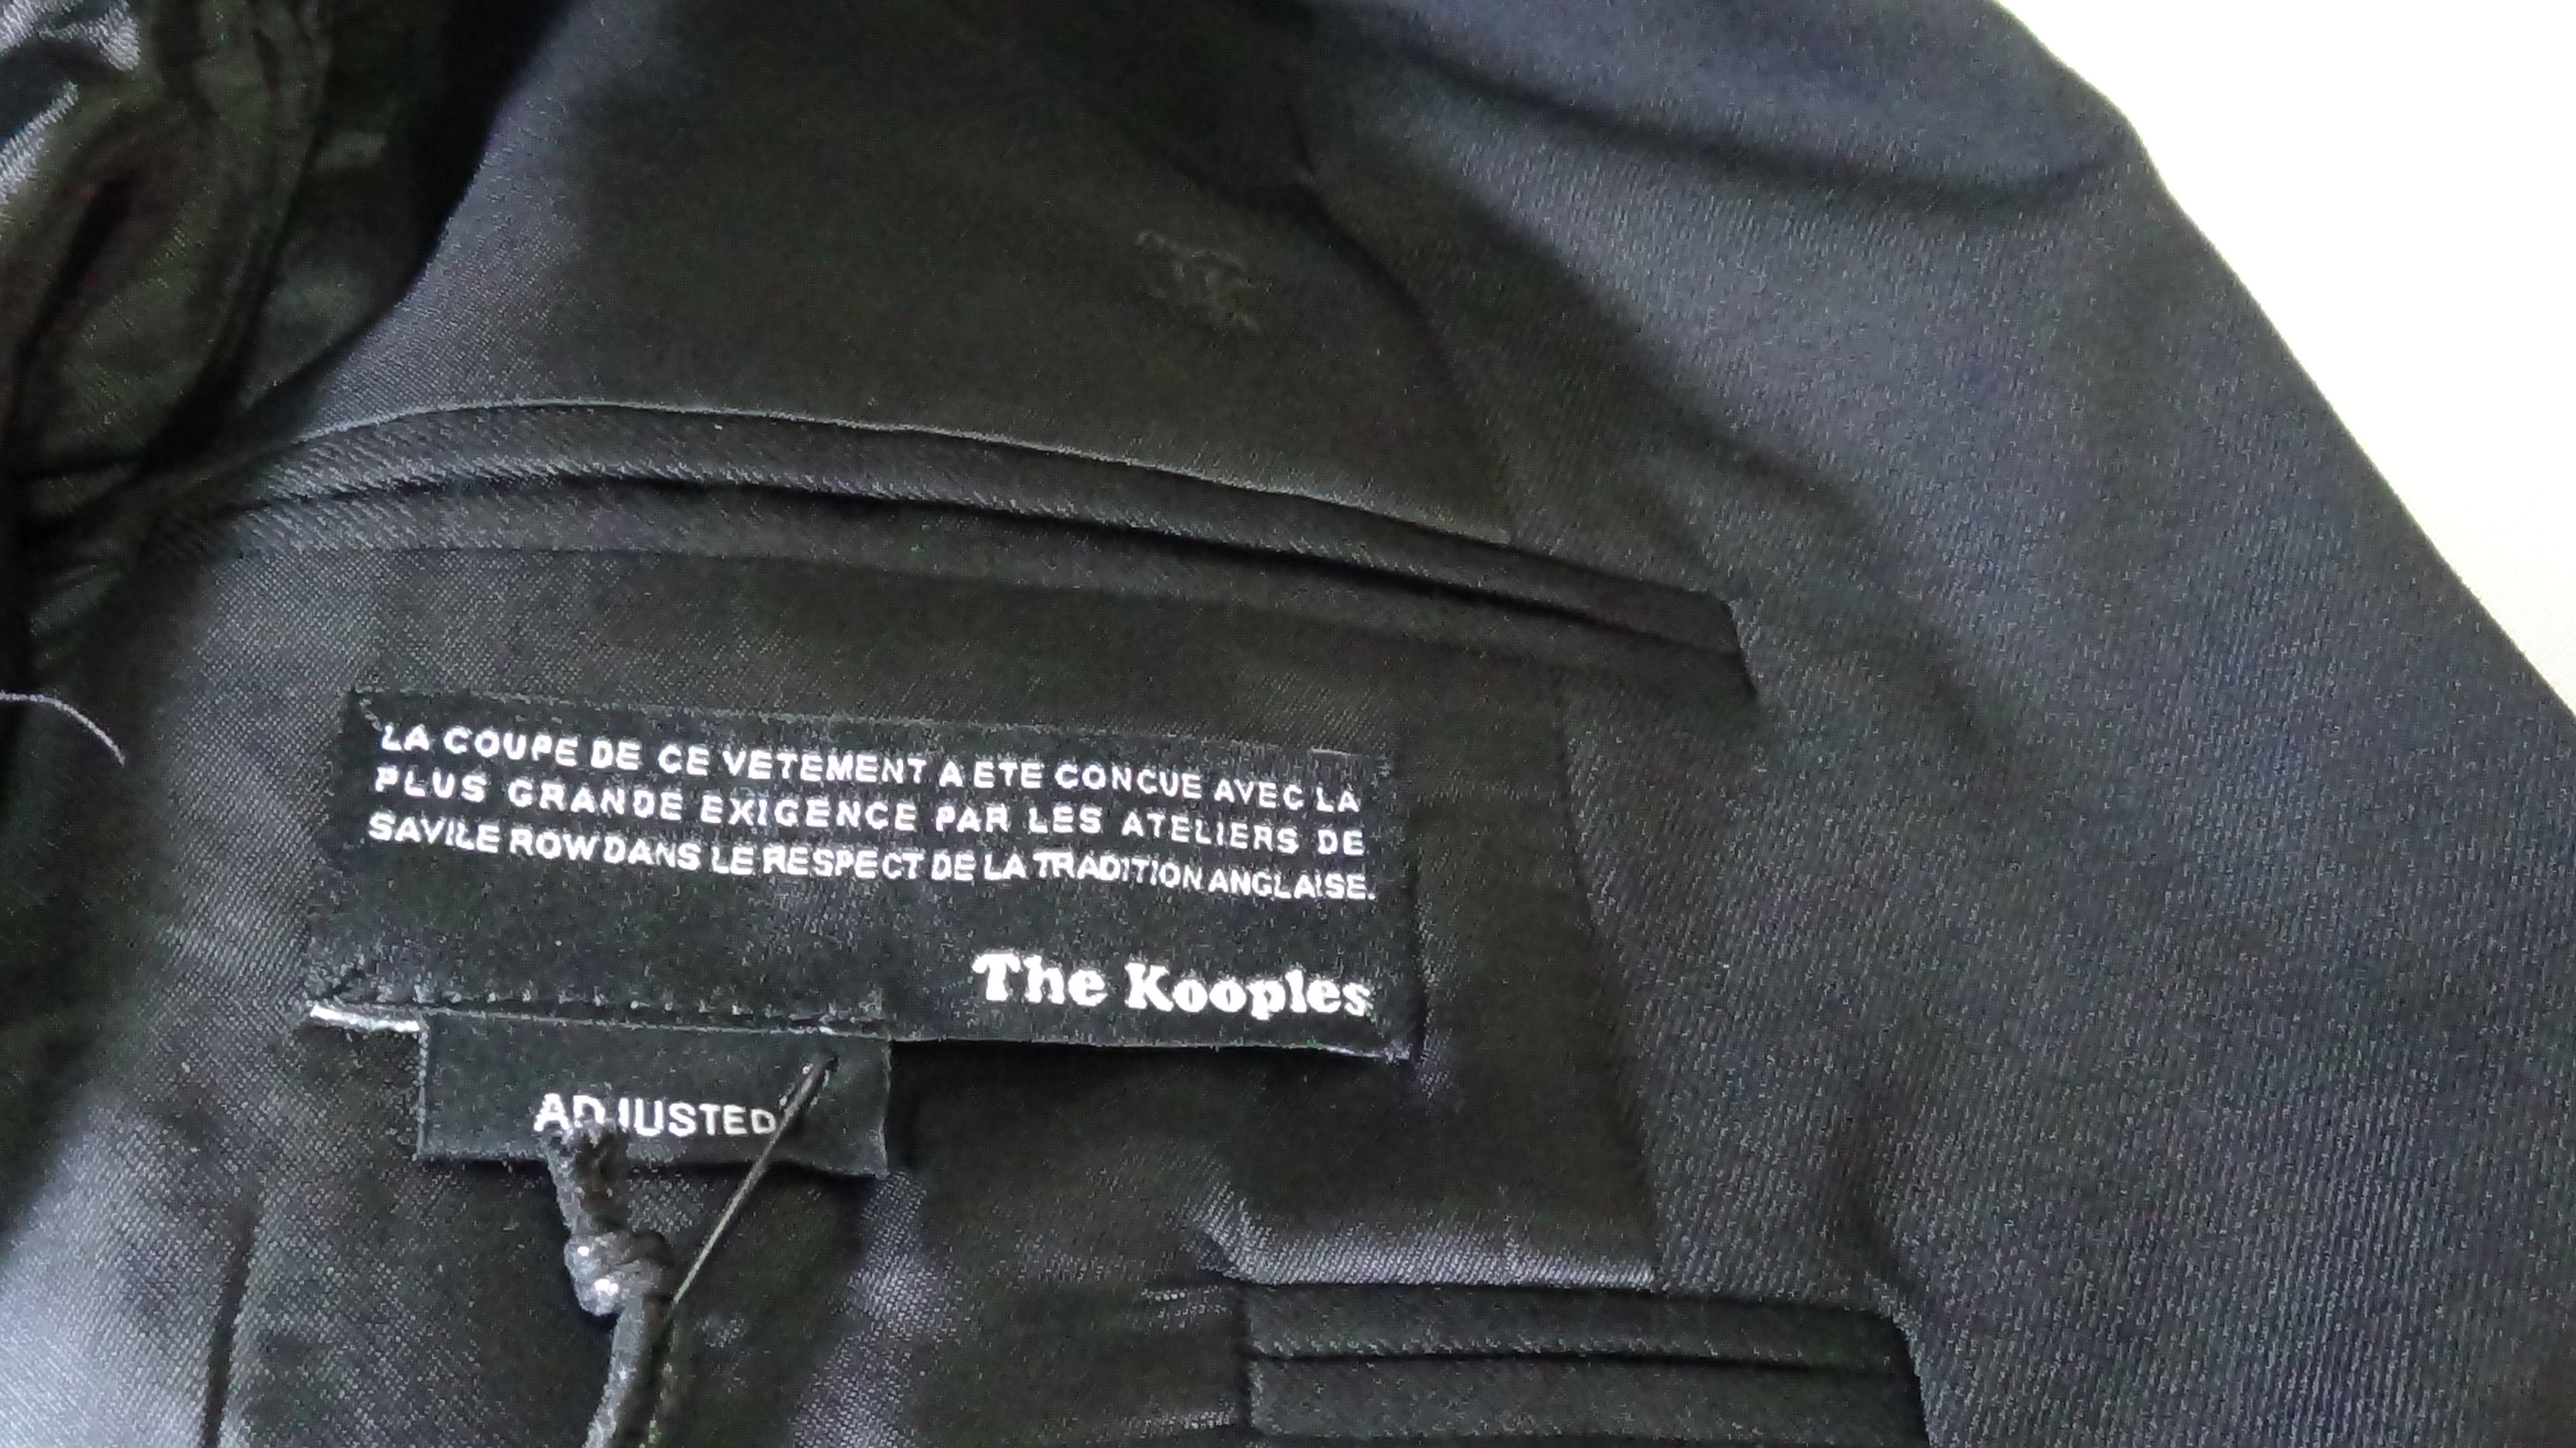 LA COUPE DE CE VETEMENT A ETE CONCUE AVEC LA
PLUS GRANDE EXIGENCE PAR LES ATELIERS DE
SAVILE ROW DANS LE RESPECT DE LA TRADITION ANGLAISE.
The Kooples
ADJUSTED